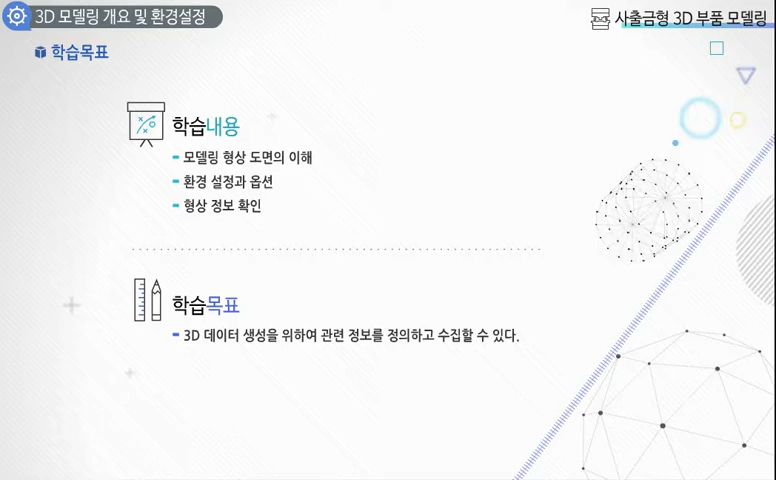 3D 모델링 개요 및 환경설정
사출금형 3D 부품 모델링
학습목표
학습내용
- 모델링 형상 도면의 이해
- 환경 설정과 옵션
- 형상 정보 확인
학습목표
- 3D 데이터 생성을 위하여 관련 정보를 정의하고 수집할 수 있다.